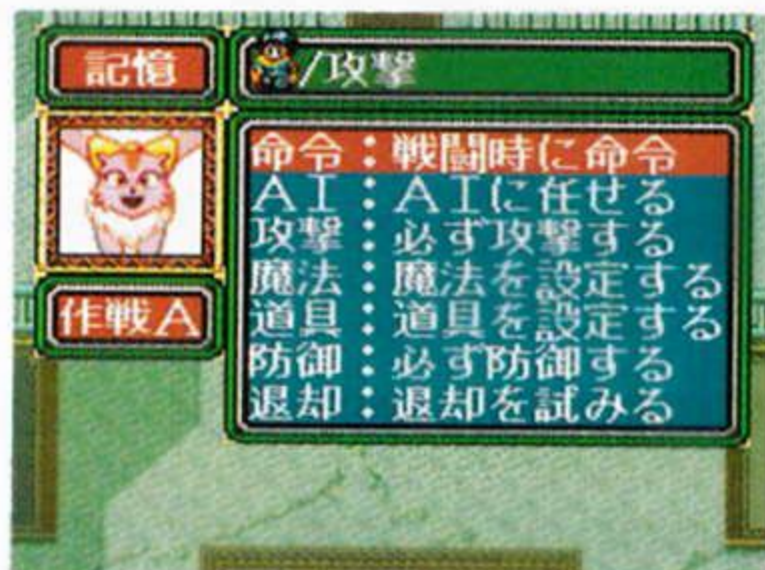 記憶
/攻撃
命令：戦闘時に命令
AI：AIに任せる
攻撃：必ず攻撃する
魔法：魔法を設定する
道具：道具を設定する
防御：必ず防御する
退却：退却を試みる
作戦A